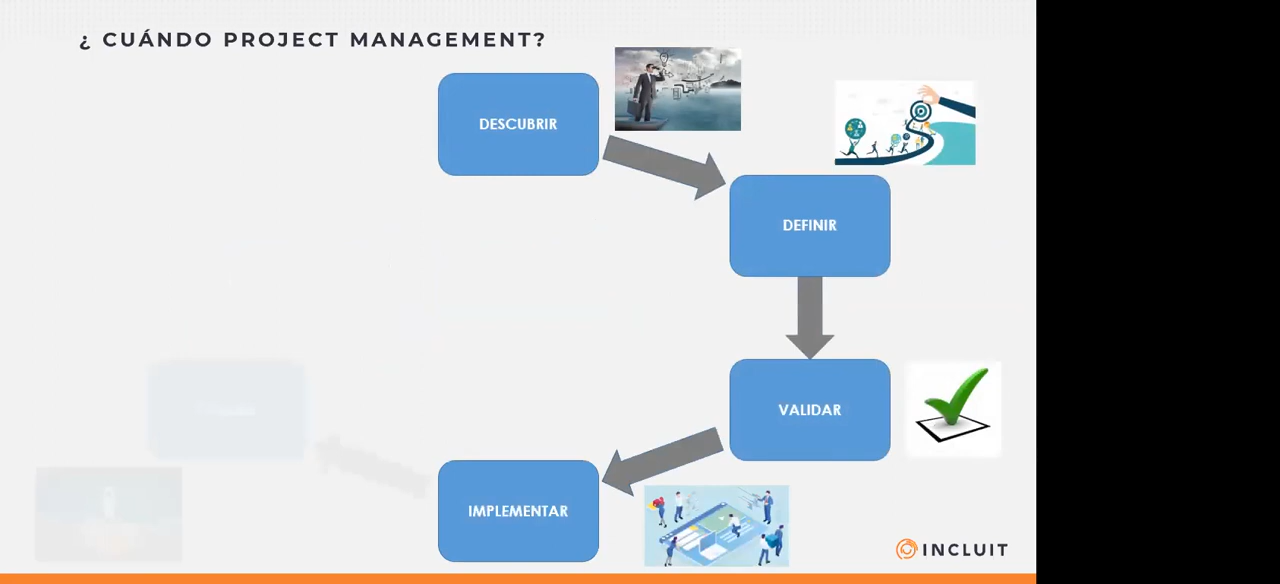 ¿ CUÁNDO PROJECT MANAGEMENT?
DESCUBRIR
DEFINIR
VALIDAR
IMPLEMENTAR
INCLUIT